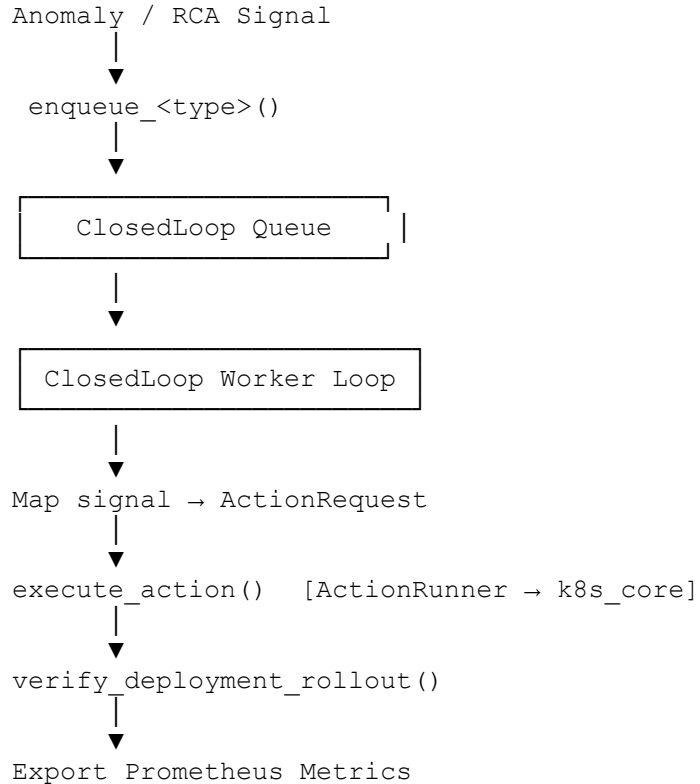 Anomaly / RCA Signal
enqueue_<type>()
ClosedLoop Queue
ClosedLoop Worker Loop
Map signal → ActionRequest
execute_action() [ActionRunner → k8s_core]
verify_deployment_rollout()
Export Prometheus Metrics